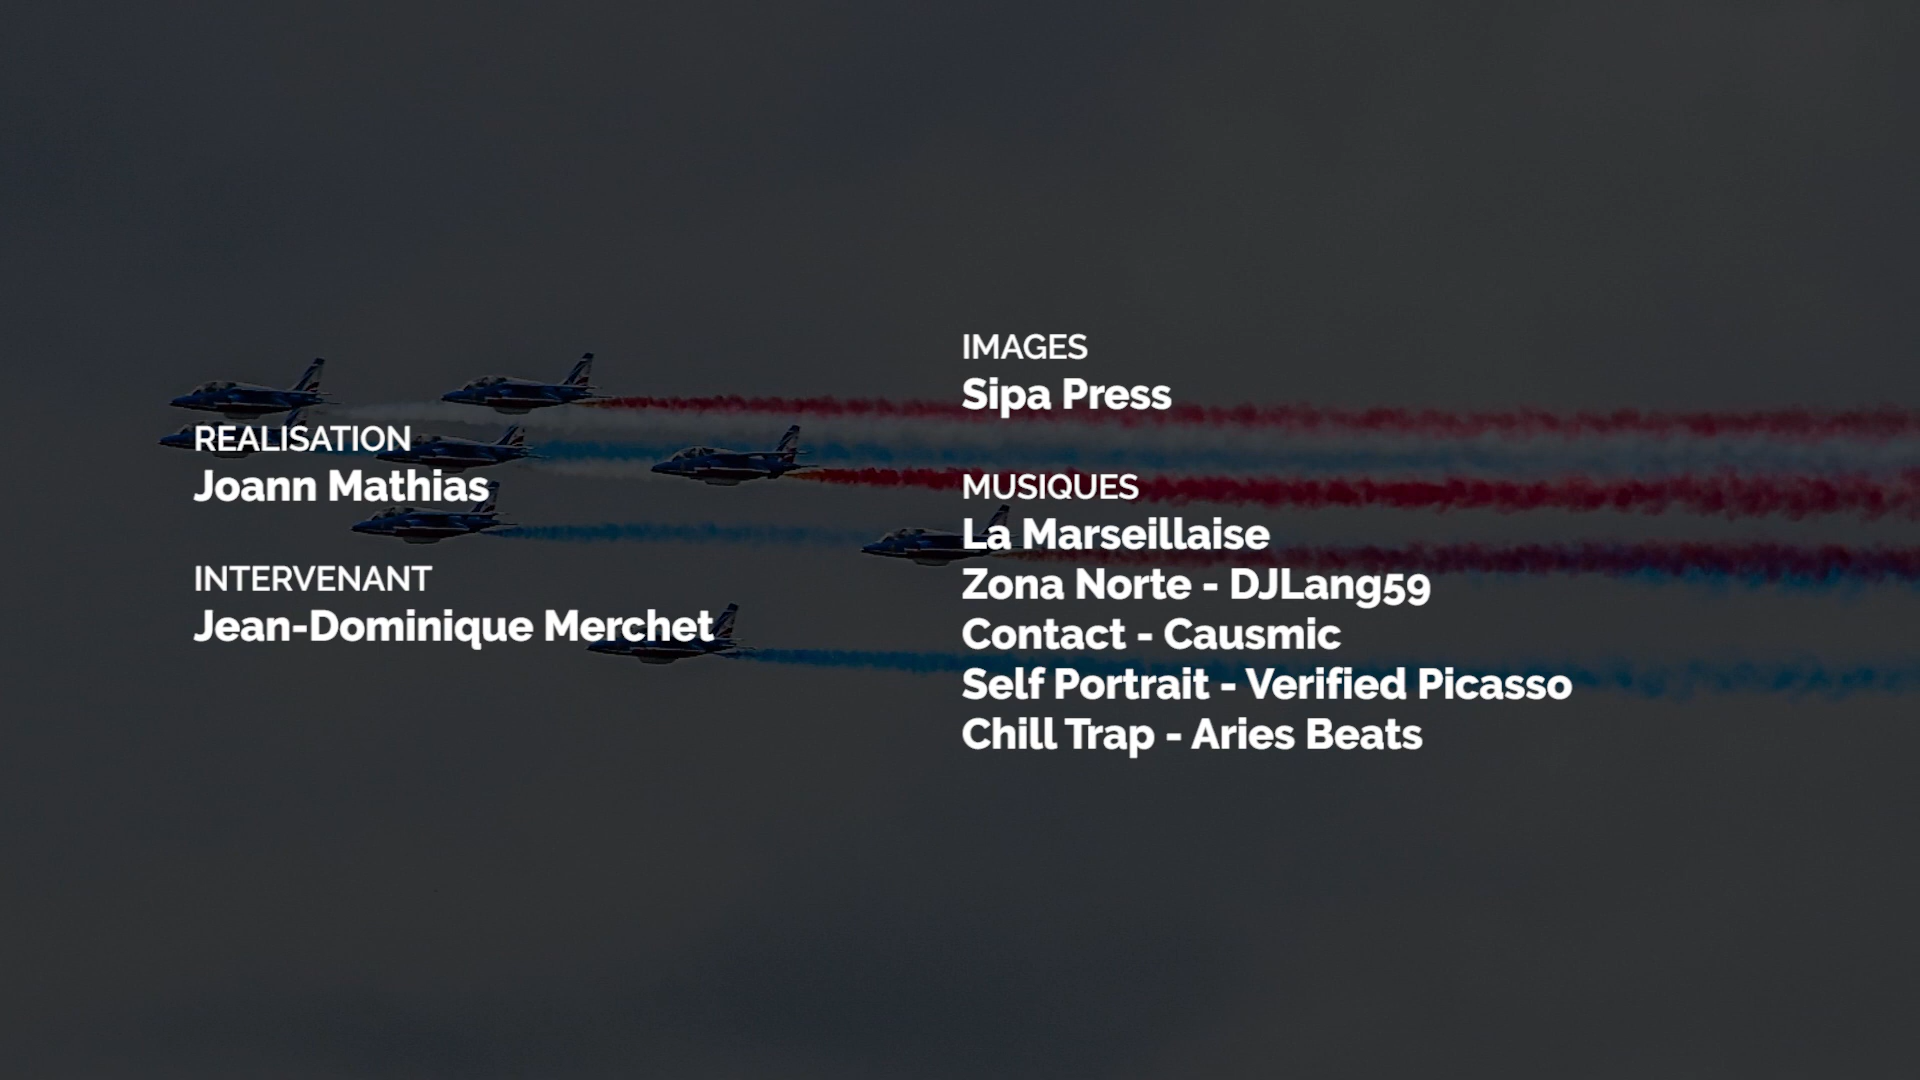 REALISATION
Joann Mathias
INTERVENANT
Jean-Dominique Merchet
IMAGES
Sipa Press
MUSIQUES
La Marseillaise
Zona Norte - DJLang59
Contact - Causmic
Self Portrait - Verified Picasso
Chill Trap - Aries Beats